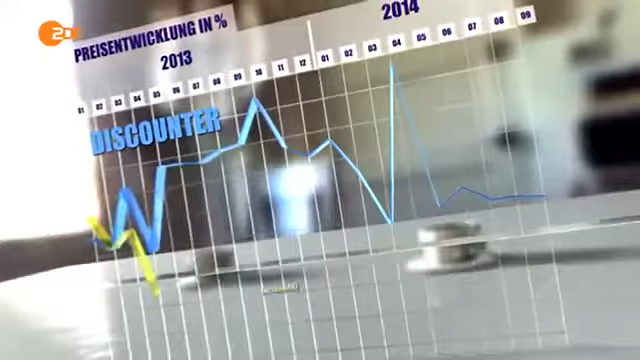 ZDF
PREISENTWICKLUNG IN %
2013
2014
01 02 03 04 05 06 07 08 09 10 11 12 01 02 03 04 05 06 07 08 09
DISCOUNTER